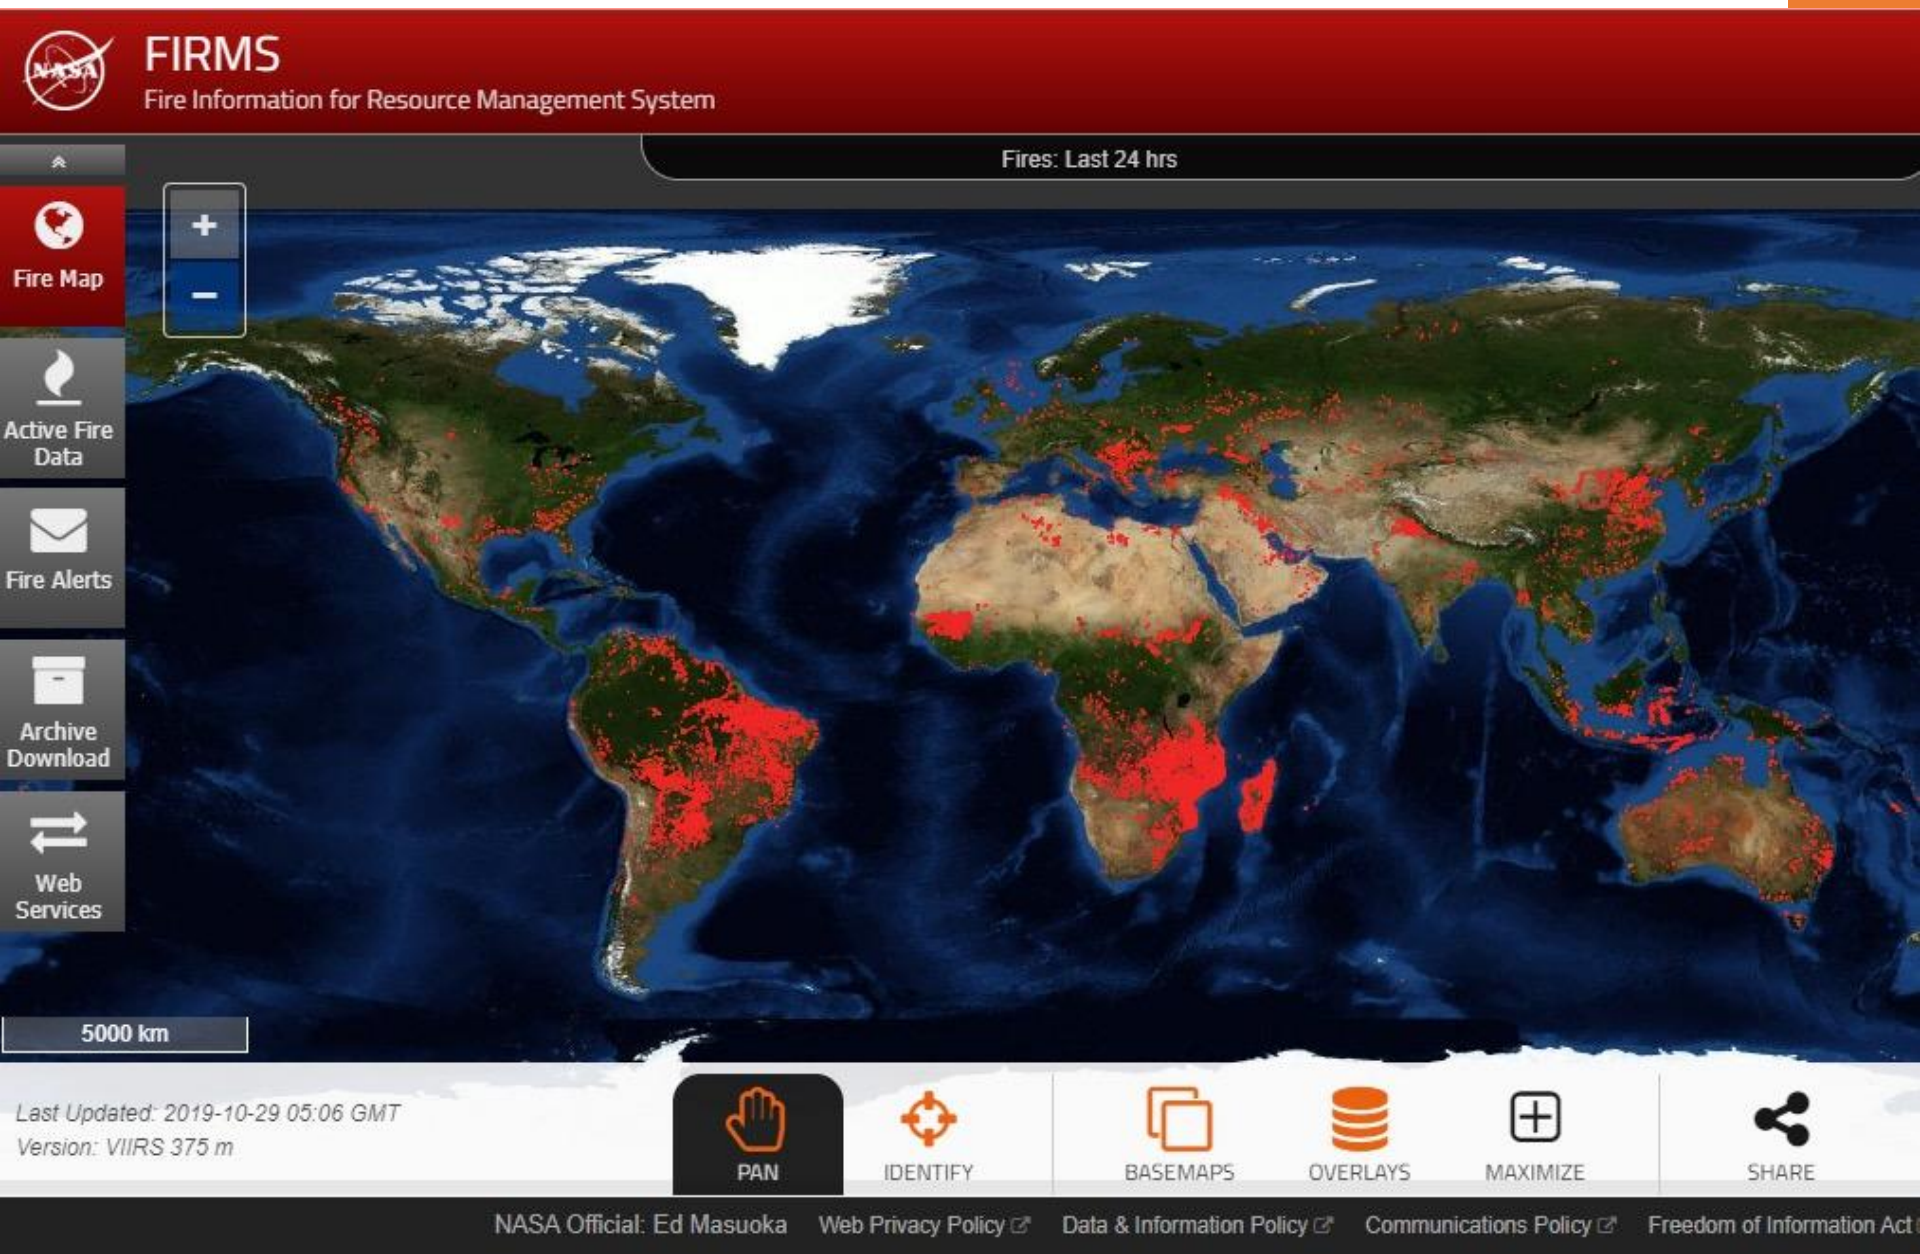 NASA
FIRMS
Fire Information for Resource Management System
Fires: Last 24 hrs
+
Fire Map
−
Active Fire
Data
Fire Alerts
Archive
Download
Web
Services
5000 km
Last Updated: 2019-10-29 05:06 GMT
Version: VIIRS 375 m
PAN
IDENTIFY
BASEMAPS
OVERLAYS
MAXIMIZE
SHARE
NASA Official: Ed Masuoka
Web Privacy Policy
Data & Information Policy
Communications Policy
Freedom of Information Act